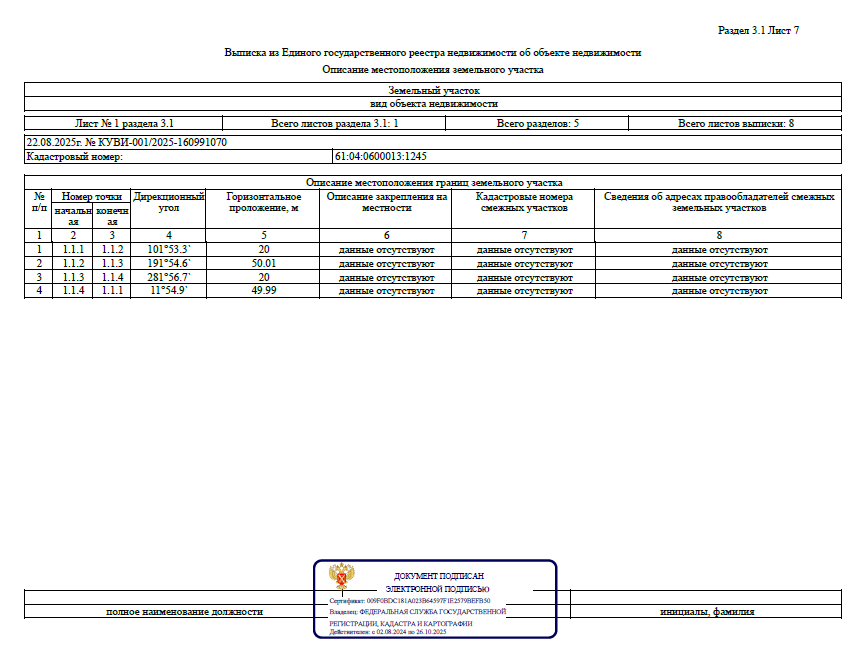 Раздел 3.1 Лист 7
Выписка из Единого государственного реестра недвижимости об объекте недвижимости
Описание местоположения земельного участка
Земельный участок
вид объекта недвижимости
Лист № 1 раздела 3.1 Всего листов раздела 3.1: 1 Всего разделов: 5 Всего листов выписки: 8
22.08.2025г. № КУВИ-001/2025-160991070
Кадастровый номер: 61:04:0600013:1245
Описание местоположения границ земельного участка
№ п/п Номер точки Дирекционный угол Горизонтальное проложение, м Описание закрепления на местности Кадастровые номера смежных участков Сведения об адресах правообладателей смежных земельных участков
начальн ая конечн ая
1 2 3 4 5 6 7 8
1 1.1.1 1.1.2 101°53.3` 20 данные отсутствуют данные отсутствуют данные отсутствуют
2 1.1.2 1.1.3 191°54.6` 50.01 данные отсутствуют данные отсутствуют данные отсутствуют
3 1.1.3 1.1.4 281°56.7` 20 данные отсутствуют данные отсутствуют данные отсутствуют
4 1.1.4 1.1.1 11°54.9` 49.99 данные отсутствуют данные отсутствуют данные отсутствуют
ДОКУМЕНТ ПОДПИСАН
ЭЛЕКТРОННОЙ ПОДПИСЬЮ
Сертификат: 009F0BDC181A023B64597F1E2579BEFB50
Владелец: ФЕДЕРАЛЬНАЯ СЛУЖБА ГОСУДАРСТВЕННОЙ
РЕГИСТРАЦИИ, КАДАСТРА И КАРТОГРАФИИ
Действителен: с 02.08.2024 по 26.10.2025
полное наименование должности инициалы, фамилия